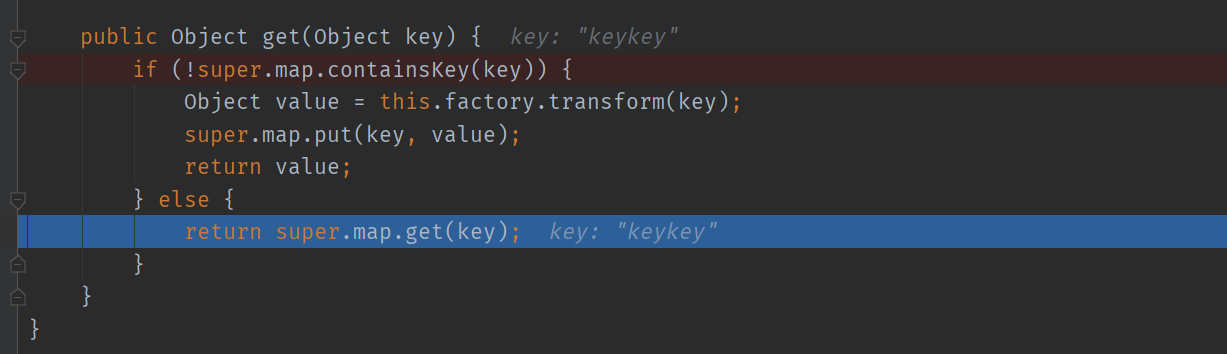 public Object get(Object key) {  key: "keykey"
if (!super.map.containsKey(key)) {
Object value = this.factory.transform(key);
super.map.put(key, value);
return value;
} else {
return super.map.get(key);  key: "keykey"
}
}
}